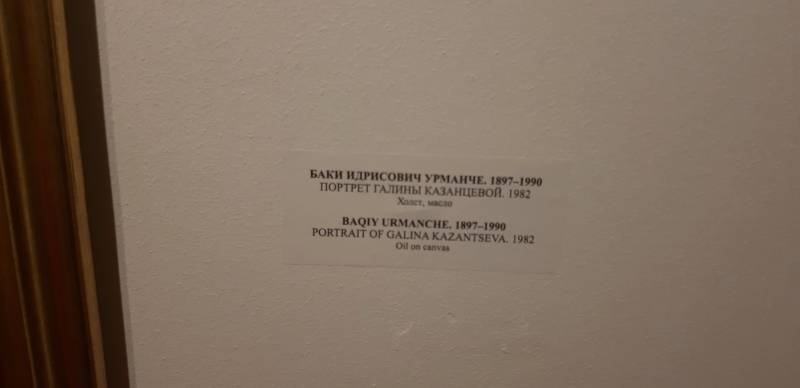 БАКИ ИДРИСОВИЧ УРМАНЧЕ. 1897–1990
ПОРТРЕТ ГАЛИНЫ КАЗАНЦЕВОЙ. 1982
Холст, масло
BAQIY URMANCHE. 1897–1990
PORTRAIT OF GALINA KAZANTSEVA. 1982
Oil on canvas